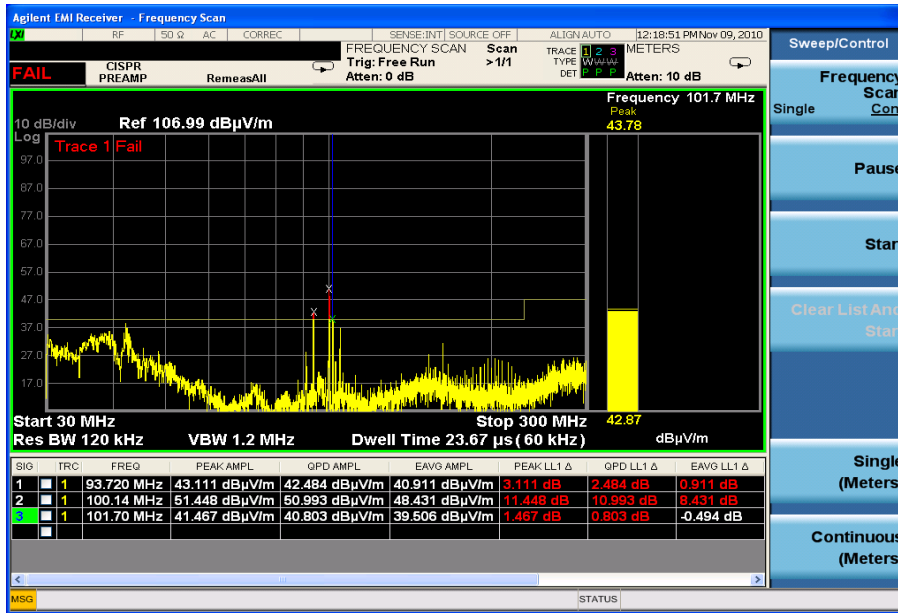 Agilent EMI Receiver - Frequency Scan
LXI RF 50 Ω AC CORREC SENSE:INT SOURCE OFF ALIGN AUTO 12:18:51 PM Nov 09, 2010
FREQUENCY SCAN Scan TRACE 1 2 3 METERS
Trig: Free Run >1/1 TYPE WWWW
FAIL CISPR PREAMP RemeasAll Atten: 0 dB DET P P P Atten: 10 dB
Frequency 101.7 MHz
Peak
43.78
10 dB/div Ref 106.99 dBµV/m
Log
Trace 1 Fail
97.0
87.0
77.0
67.0
57.0
47.0
37.0
27.0
17.0
Start 30 MHz Stop 300 MHz 42.87
Res BW 120 kHz VBW 1.2 MHz Dwell Time 23.67 µs (60 kHz) dBµV/m
SIG TRC FREQ PEAK AMPL QPD AMPL EAVG AMPL PEAK LL1 Δ QPD LL1 Δ EAVG LL1 Δ
1 1 93.720 MHz 43.111 dBµV/m 42.484 dBµV/m 40.911 dBµV/m 3.111 dB 2.484 dB 0.911 dB
2 1 100.14 MHz 51.448 dBµV/m 50.993 dBµV/m 48.431 dBµV/m 11.448 dB 10.993 dB 8.431 dB
3 1 101.70 MHz 41.467 dBµV/m 40.803 dBµV/m 39.506 dBµV/m 1.467 dB 0.803 dB -0.494 dB
MSG STATUS
Sweep/Control
Frequency
Scan
Single Con
Pause
Star
Clear List And
Star
Single
(Meters
Continuous
(Meters